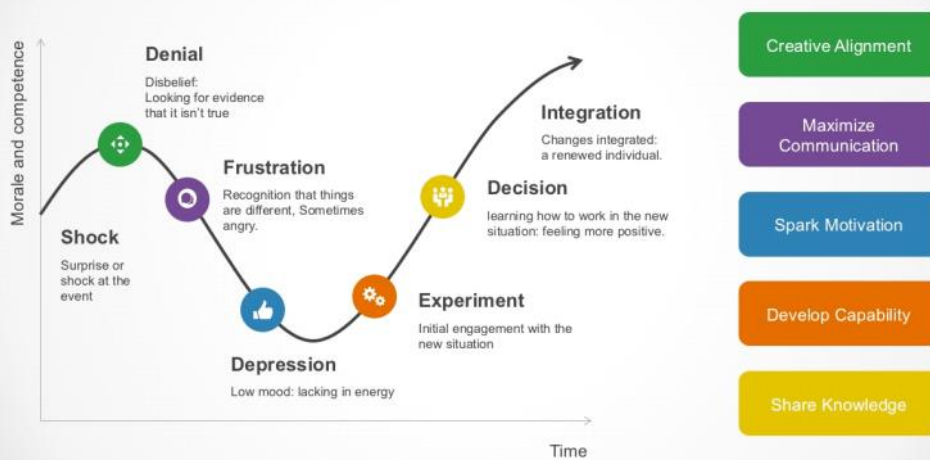 Morale and competence
Denial
Disbelief:
Looking for evidence
that it isn't true
Frustration
Recognition that things
are different, Sometimes
angry.
Shock
Surprise or
shock at the
event
Depression
Low mood: lacking in energy
Experiment
Initial engagement with the
new situation
Decision
learning how to work in the new
situation: feeling more positive.
Integration
Changes integrated:
a renewed individual.
Time
Creative Alignment
Maximize
Communication
Spark Motivation
Develop Capability
Share Knowledge